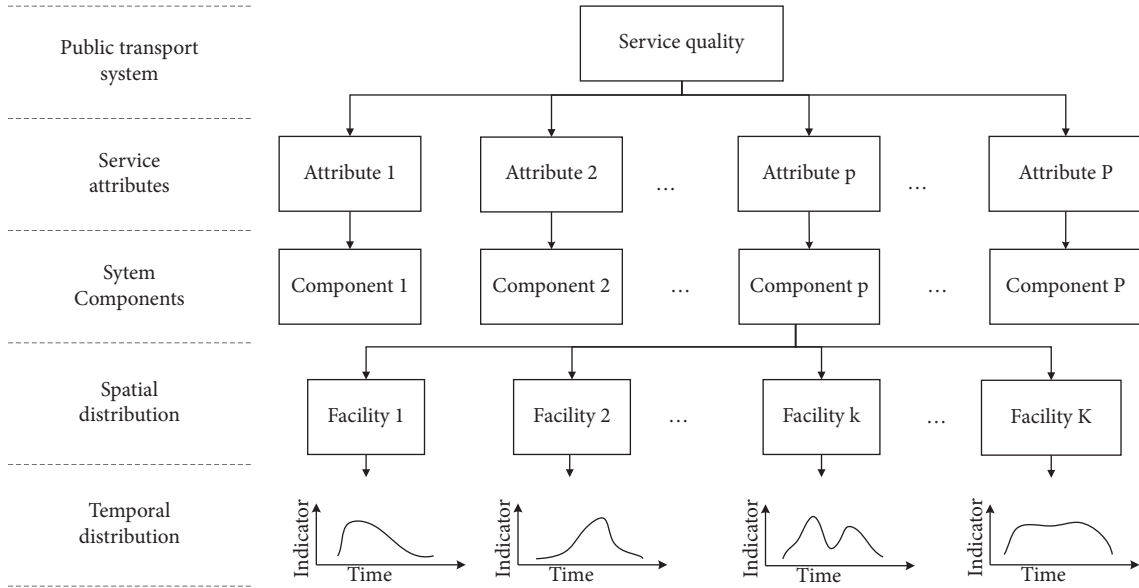 Public transport
system
Service quality
Service
attributes
Attribute 1
Attribute 2
...
Attribute p
...
Attribute P
Sytem
Components
Component 1
Component 2
...
Component p
...
Component P
Spatial
distribution
Facility 1
Facility 2
...
Facility k
...
Facility K
Temporal
distribution
Indicator
Time
Indicator
Time
Indicator
Time
Indicator
Time